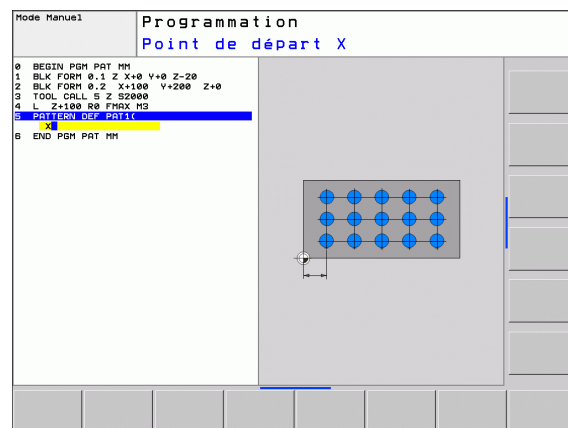 Mode Manuel
Programmation
Point de départ X
0 BEGIN PGM PAT MM
1 BLK FORM 0.1 Z X+0 Y+0 Z-20
2 BLK FORM 0.2 X+100 Y+200 Z+0
3 TOOL CALL 5 Z S2000
4 L Z+100 R0 FMAX M3
5 PATTERN DEF PAT1(
X
6 END PGM PAT MM